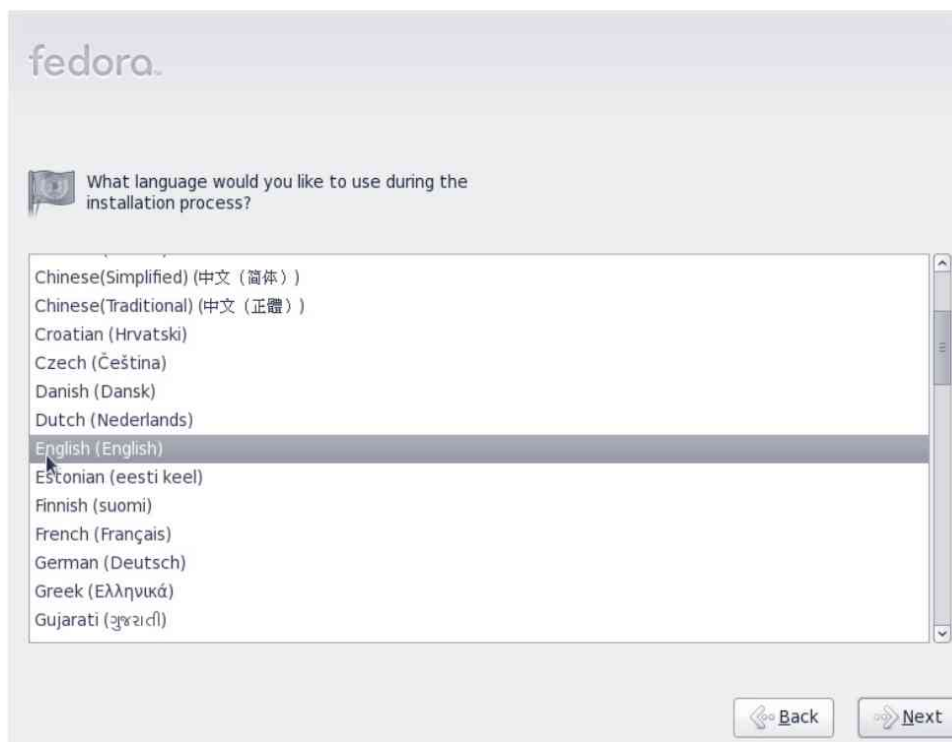 fedora
What language would you like to use during the
installation process?
Chinese(Simplified) (中文（简体）)
Chinese(Traditional) (中文（正體）)
Croatian (Hrvatski)
Czech (Čeština)
Danish (Dansk)
Dutch (Nederlands)
English (English)
Estonian (eesti keel)
Finnish (suomi)
French (Français)
German (Deutsch)
Greek (Ελληνικά)
Gujarati (ગુજરાતી)
Back
Next